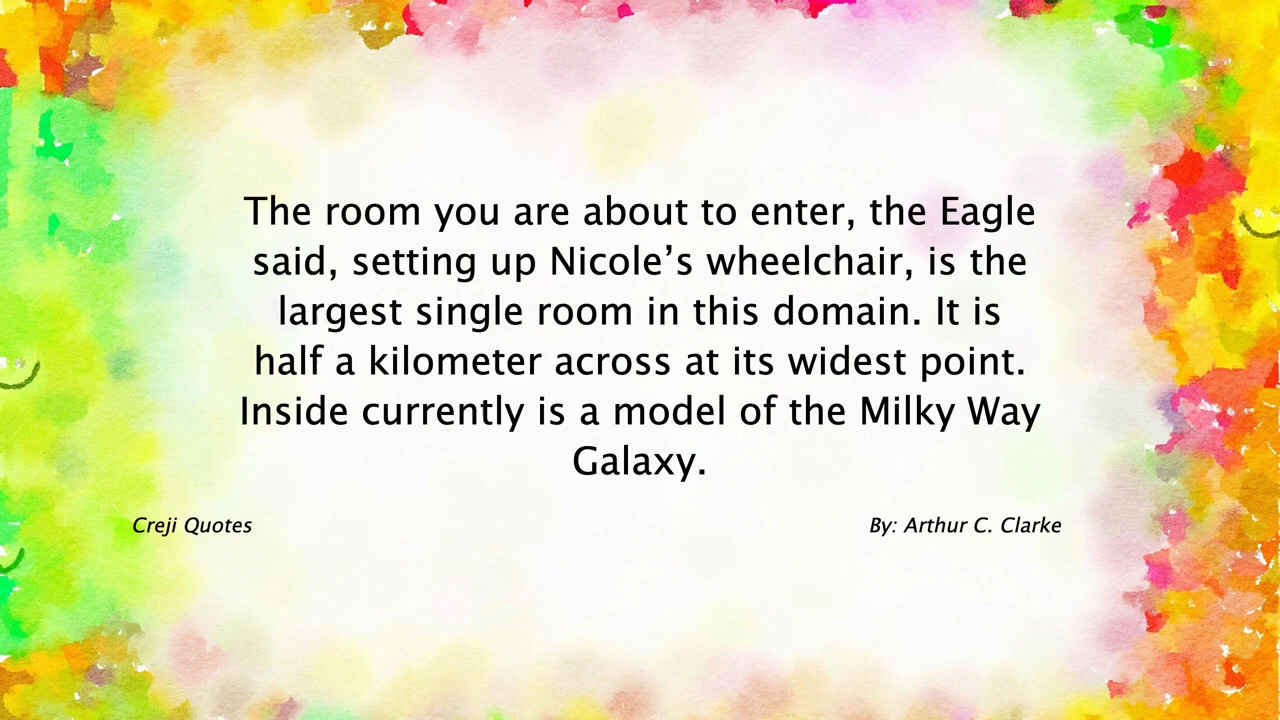 The room you are about to enter, the Eagle
said, setting up Nicole’s wheelchair, is the
largest single room in this domain. It is
half a kilometer across at its widest point.
Inside currently is a model of the Milky Way
Galaxy.
Creji Quotes
By: Arthur C. Clarke